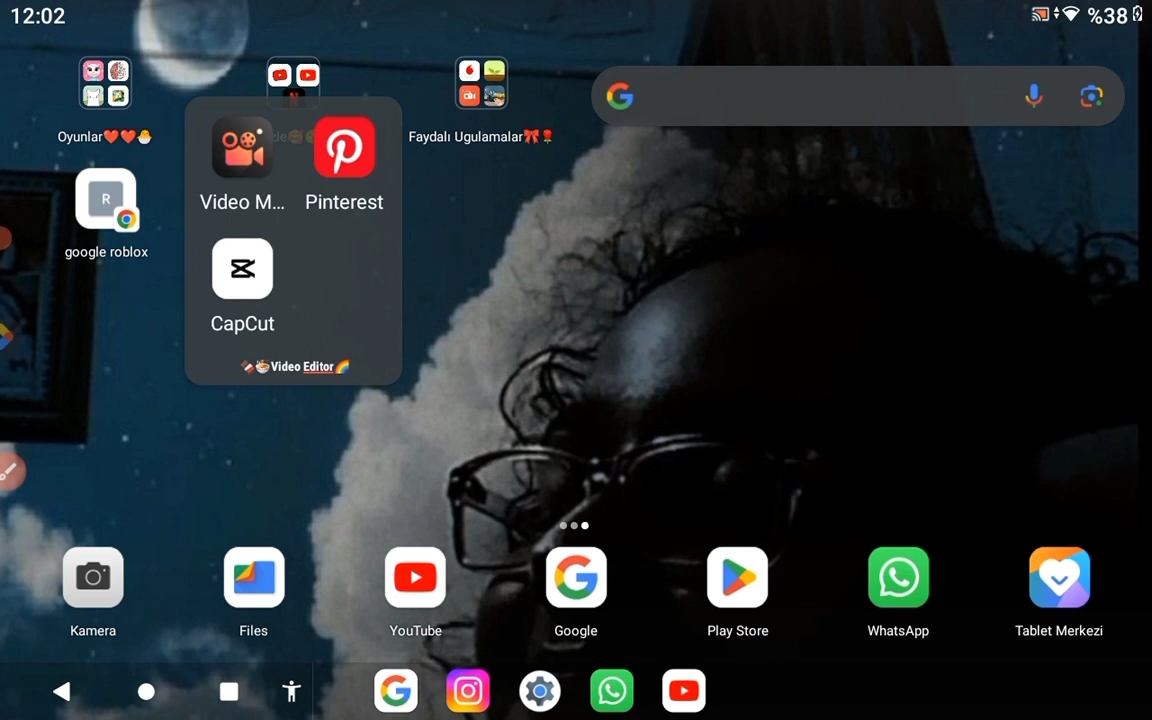 12:02
%38
Oyunlar❤️❤️🐣
Faydalı Ugulamalar🎀🌹
R
google roblox
Video M...
Pinterest
CapCut
🍫🍜Video Editor🌈
Kamera
Files
YouTube
Google
Play Store
WhatsApp
Tablet Merkezi